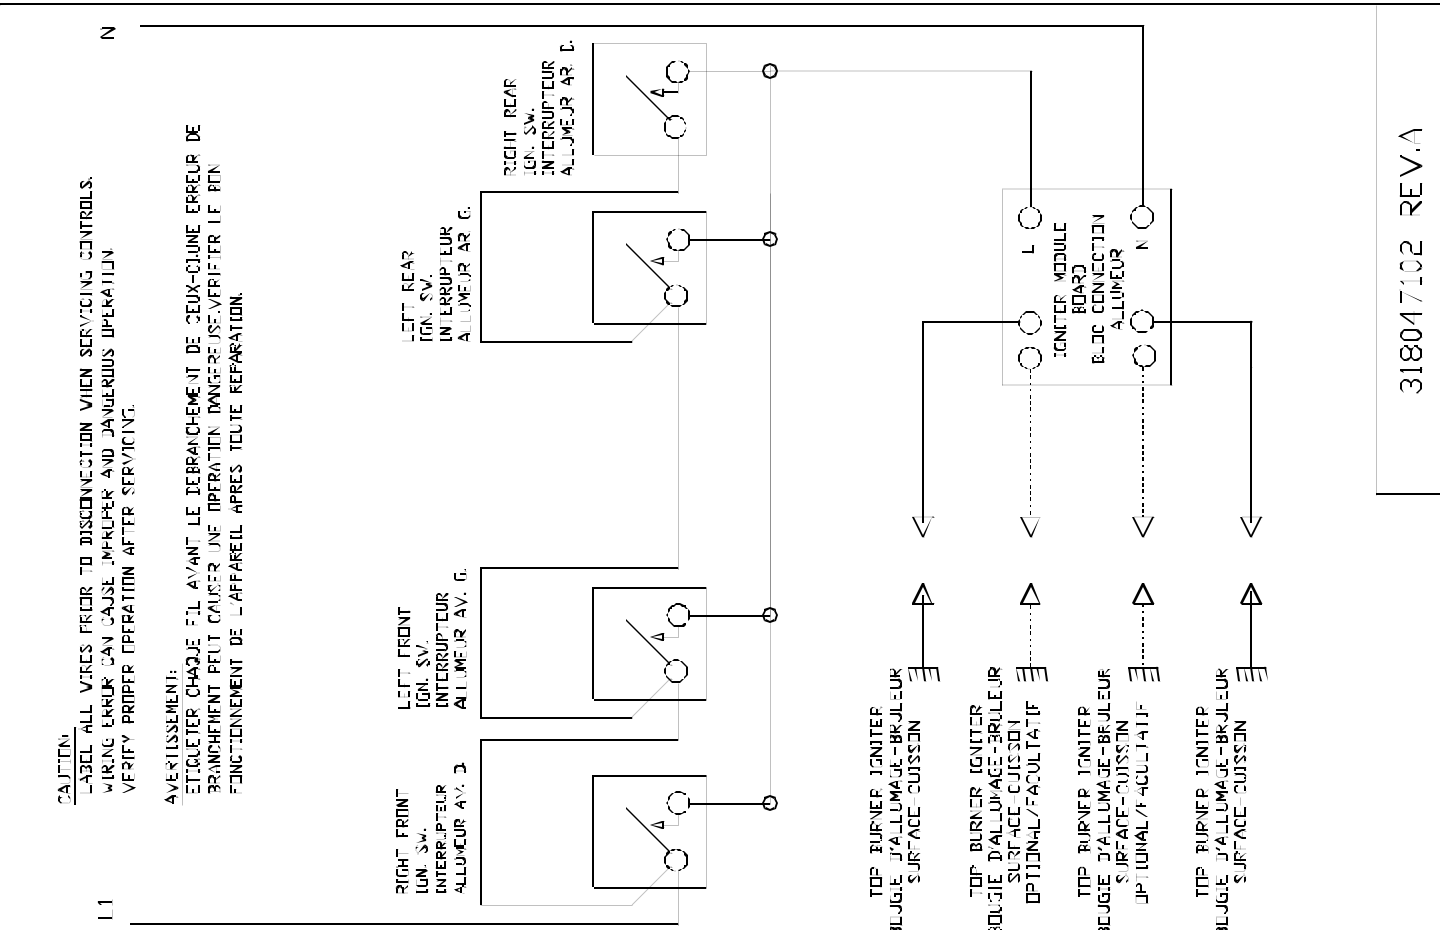 N
L1
CAUTION:
LABEL ALL WIRES PRIOR TO DISCONNECTION WHEN SERVICING CONTROLS.
WIRING ERROR CAN CAUSE IMPROPER AND DANGEROUS OPERATION.
VERIFY PROPER OPERATION AFTER SERVICING.
AVERTISSEMENT:
ETIQUETER CHAQUE FIL AVANT LE DEBRANCHEMENT DE CEUX-CI.UNE ERREUR DE
BRANCHEMENT PEUT CAUSER UNE OPERATION DANGEREUSE.VERIFIER LE BON
FONCTIONNEMENT DE L'APPAREIL APRES TOUTE REPARATION.
RIGHT REAR
IGN. SW.
INTERRUPTEUR
ALLUMEUR AR. D.
LEFT REAR
IGN. SW.
INTERRUPTEUR
ALLUMEUR AR. G.
LEFT FRONT
IGN. SW.
INTERRUPTEUR
ALLUMEUR AV. G.
RIGHT FRONT
IGN. SW.
INTERRUPTEUR
ALLUMEUR AV. D.
L
N
IGNITER MODULE
BOARD
BLOC CONNECTION
ALLUMEUR
TOP BURNER IGNITER
BOUGIE D'ALLUMAGE-BRULEUR
SURFACE-CUISSON
TOP BURNER IGNITER
BOUGIE D'ALLUMAGE-BRULEUR
SURFACE-CUISSON
OPTIONAL/FACULTATIF
TOP BURNER IGNITER
BOUGIE D'ALLUMAGE-BRULEUR
SURFACE-CUISSON
OPTIONAL/FACULTATIF
TOP BURNER IGNITER
BOUGIE D'ALLUMAGE-BRULEUR
SURFACE-CUISSON
318047102 REV.A